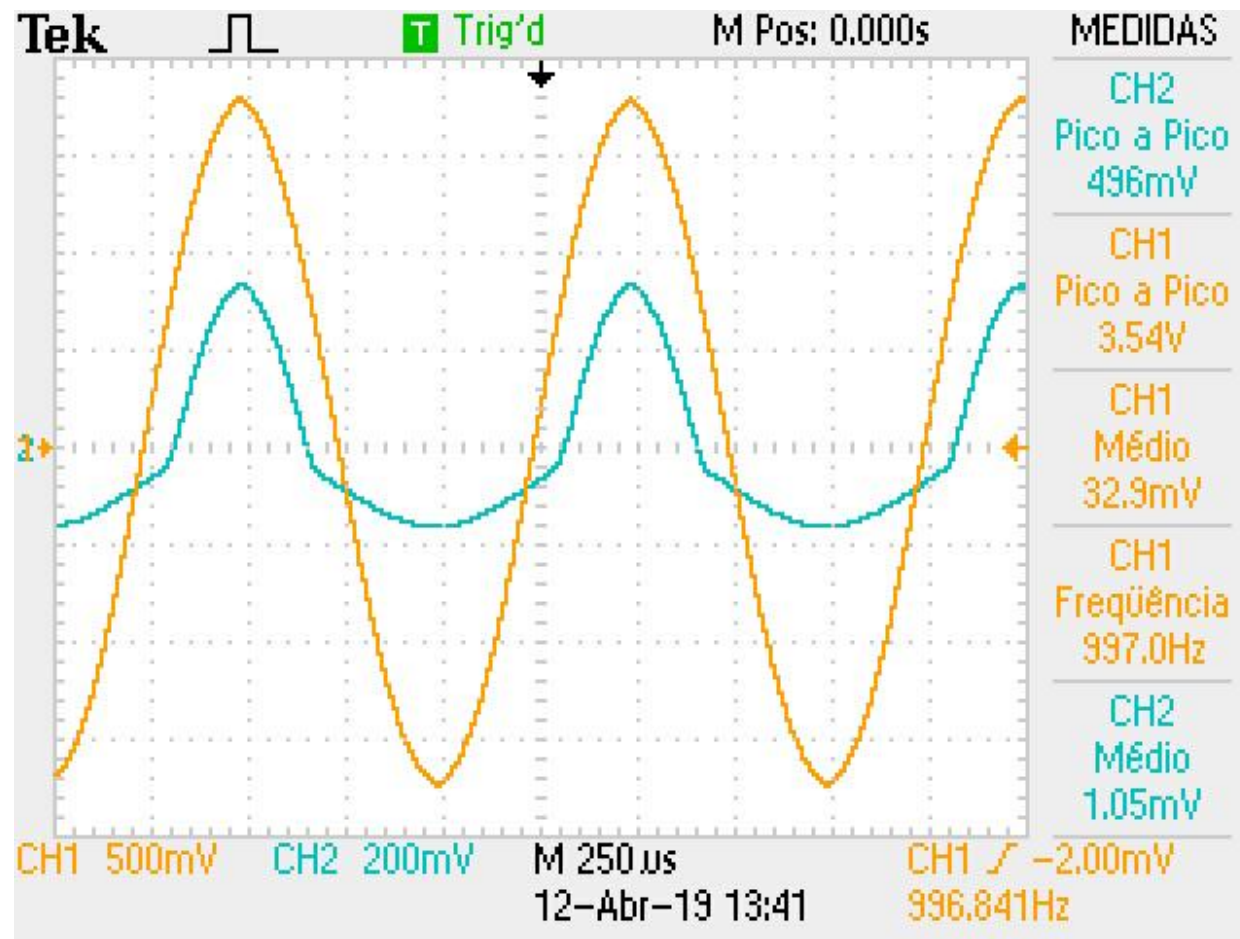 Tek T Trig'd M Pos: 0.000s MEDIDAS
CH2
Pico a Pico
496mV
CH1
Pico a Pico
3.54V
CH1
Médio
32.9mV
CH1
Freqüência
997.0Hz
CH2
Médio
1.05mV
2
CH1 500mV CH2 200mV M 250µs CH1 -2.00mV
12-Abr-19 13:41 996.841Hz